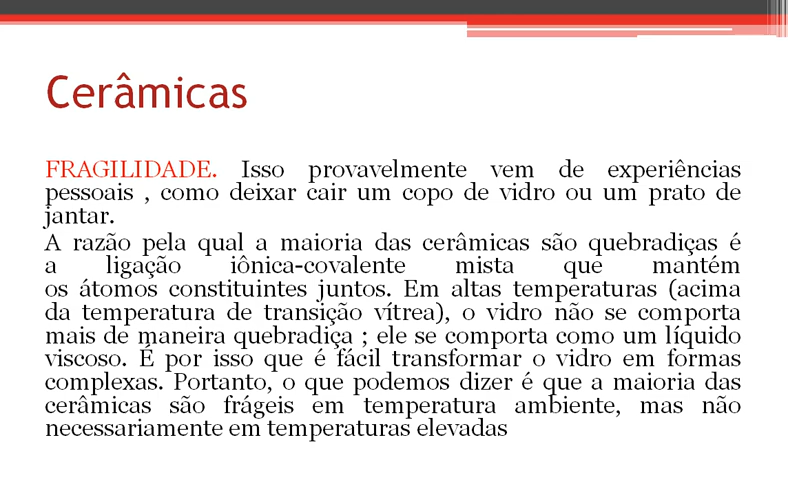 Cerâmicas
FRAGILIDADE. Isso provavelmente vem de experiências
pessoais , como deixar cair um copo de vidro ou um prato de
jantar.
A razão pela qual a maioria das cerâmicas são quebradiças é
a ligação iônica-covalente mista que mantém
os átomos constituintes juntos. Em altas temperaturas (acima
da temperatura de transição vítrea), o vidro não se comporta
mais de maneira quebradiça ; ele se comporta como um líquido
viscoso. É por isso que é fácil transformar o vidro em formas
complexas. Portanto, o que podemos dizer é que a maioria das
cerâmicas são frágeis em temperatura ambiente, mas não
necessariamente em temperaturas elevadas